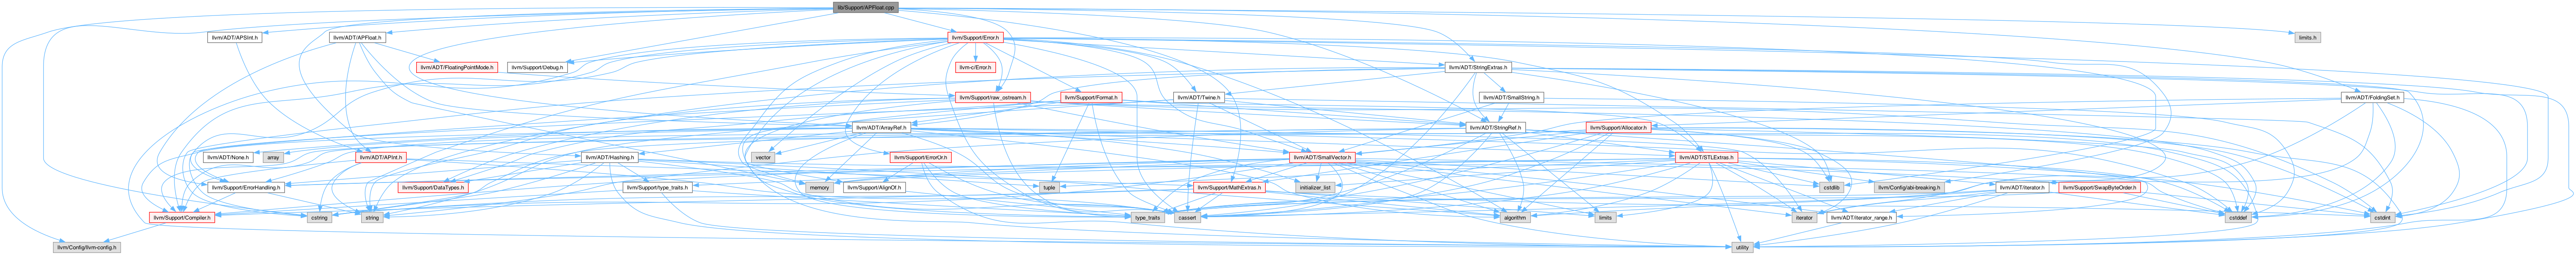 lib/Support/APFloat.cpp
llvm/ADT/APSInt.h
llvm/ADT/APFloat.h
llvm/Support/Error.h
limits.h
llvm/ADT/FloatingPointMode.h
llvm/Support/Debug.h
llvm-c/Error.h
llvm/ADT/StringExtras.h
llvm/Support/raw_ostream.h
llvm/Support/Format.h
llvm/ADT/Twine.h
llvm/ADT/SmallString.h
llvm/ADT/FoldingSet.h
llvm/ADT/ArrayRef.h
llvm/ADT/StringRef.h
llvm/Support/Allocator.h
llvm/ADT/None.h
array
llvm/ADT/APInt.h
llvm/ADT/Hashing.h
vector
llvm/Support/ErrorOr.h
llvm/ADT/SmallVector.h
llvm/ADT/STLExtras.h
llvm/Support/ErrorHandling.h
llvm/Support/DataTypes.h
llvm/Support/type_traits.h
memory
llvm/Support/AlignOf.h
tuple
llvm/Support/MathExtras.h
initializer_list
cstdlib
llvm/Config/abi-breaking.h
llvm/ADT/iterator.h
llvm/Support/SwapByteOrder.h
llvm/Support/Compiler.h
cstring
string
type_traits
cassert
algorithm
limits
iterator
llvm/ADT/iterator_range.h
cstddef
cstdint
llvm/Config/llvm-config.h
utility